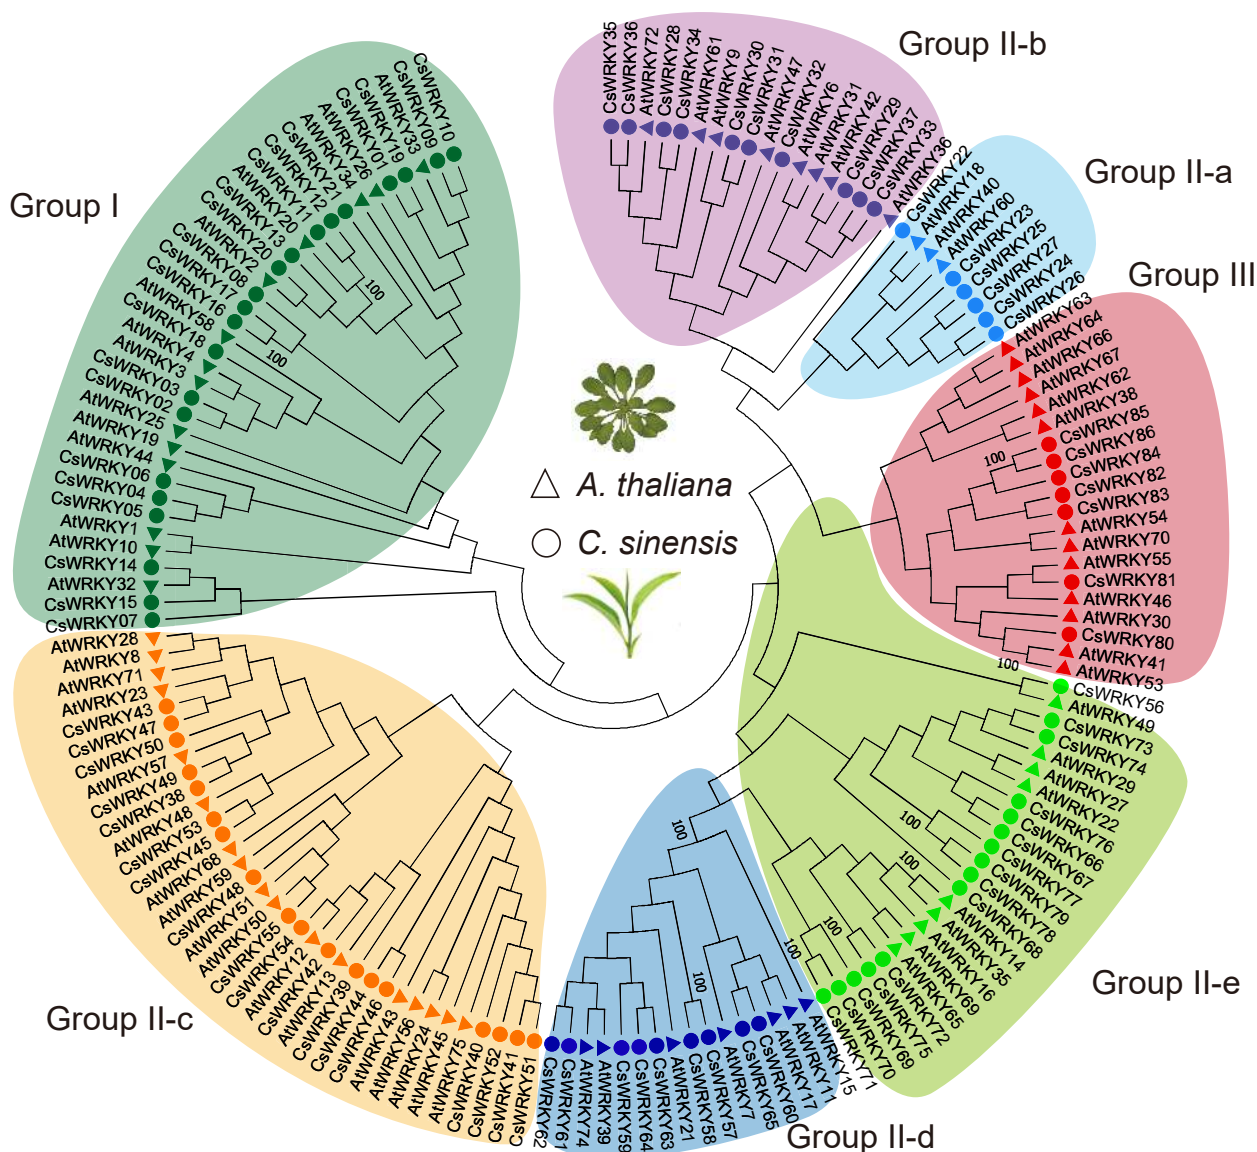 Group I
CsWRKY10
CsWRKY09
AtWRKY33
CsWRKY19
CsWRKY01
AtWRKY26
AtWRKY34
CsWRKY21
CsWRKY12
CsWRKY11
AtWRKY20
CsWRKY13
CsWRKY20
AtWRKY2
CsWRKY08
CsWRKY17
CsWRKY16
AtWRKY58
CsWRKY18
AtWRKY4
AtWRKY3
CsWRKY03
CsWRKY02
AtWRKY25
AtWRKY19
AtWRKY44
CsWRKY06
CsWRKY04
CsWRKY05
AtWRKY1
AtWRKY10
CsWRKY14
AtWRKY32
CsWRKY15
CsWRKY07
100
100
Group II-b
CsWRKY35
CsWRKY36
AtWRKY72
CsWRKY28
CsWRKY34
AtWRKY61
AtWRKY9
CsWRKY30
CsWRKY31
AtWRKY47
CsWRKY32
AtWRKY6
AtWRKY31
AtWRKY42
CsWRKY29
CsWRKY37
CsWRKY33
AtWRKY36
Group II-a
CsWRKY22
AtWRKY18
AtWRKY40
AtWRKY60
CsWRKY23
CsWRKY25
CsWRKY27
CsWRKY24
CsWRKY26
Group III
AtWRKY63
AtWRKY64
AtWRKY66
AtWRKY67
AtWRKY62
AtWRKY38
CsWRKY85
CsWRKY86
CsWRKY84
CsWRKY82
CsWRKY83
AtWRKY54
AtWRKY70
AtWRKY55
CsWRKY81
AtWRKY46
AtWRKY30
CsWRKY80
AtWRKY41
AtWRKY53
100
100
A. thaliana
C. sinensis
CsWRKY56
AtWRKY49
CsWRKY73
CsWRKY74
AtWRKY29
AtWRKY27
AtWRKY22
CsWRKY76
CsWRKY66
CsWRKY67
CsWRKY77
CsWRKY79
CsWRKY78
CsWRKY68
AtWRKY14
AtWRKY35
AtWRKY16
AtWRKY69
AtWRKY65
CsWRKY72
CsWRKY75
CsWRKY69
CsWRKY70
CsWRKY71
100
100
100
Group II-e
AtWRKY15
AtWRKY11
AtWRKY17
CsWRKY60
CsWRKY65
AtWRKY7
CsWRKY57
CsWRKY58
AtWRKY21
CsWRKY63
CsWRKY64
CsWRKY59
AtWRKY39
AtWRKY74
CsWRKY61
CsWRKY62
100
100
Group II-d
AtWRKY28
AtWRKY8
AtWRKY71
AtWRKY23
CsWRKY43
CsWRKY47
CsWRKY50
AtWRKY57
CsWRKY49
CsWRKY38
AtWRKY48
CsWRKY53
CsWRKY45
AtWRKY68
AtWRKY59
CsWRKY48
AtWRKY51
AtWRKY50
CsWRKY55
CsWRKY54
AtWRKY12
CsWRKY42
AtWRKY13
CsWRKY39
CsWRKY44
CsWRKY46
AtWRKY43
AtWRKY56
AtWRKY24
AtWRKY45
AtWRKY75
CsWRKY40
CsWRKY52
CsWRKY41
CsWRKY51
Group II-c